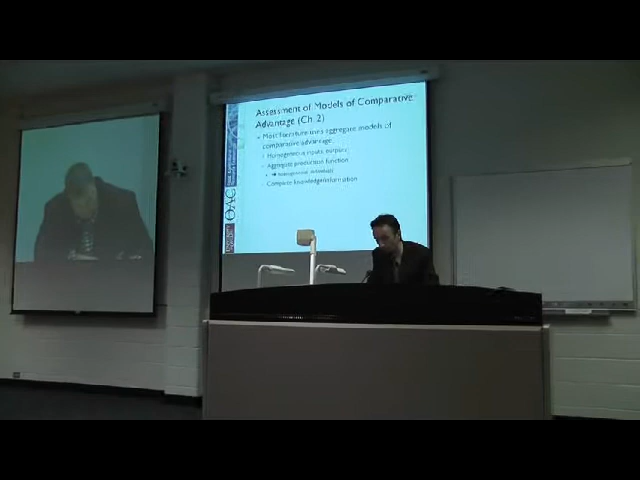 Assessment of Models of Comparative
Advantage (Ch. 2)
Most literature uses aggregate models of
comparative advantage
Homogeneous inputs, outputs
Aggregate production function
Complete knowledge/information
OAC